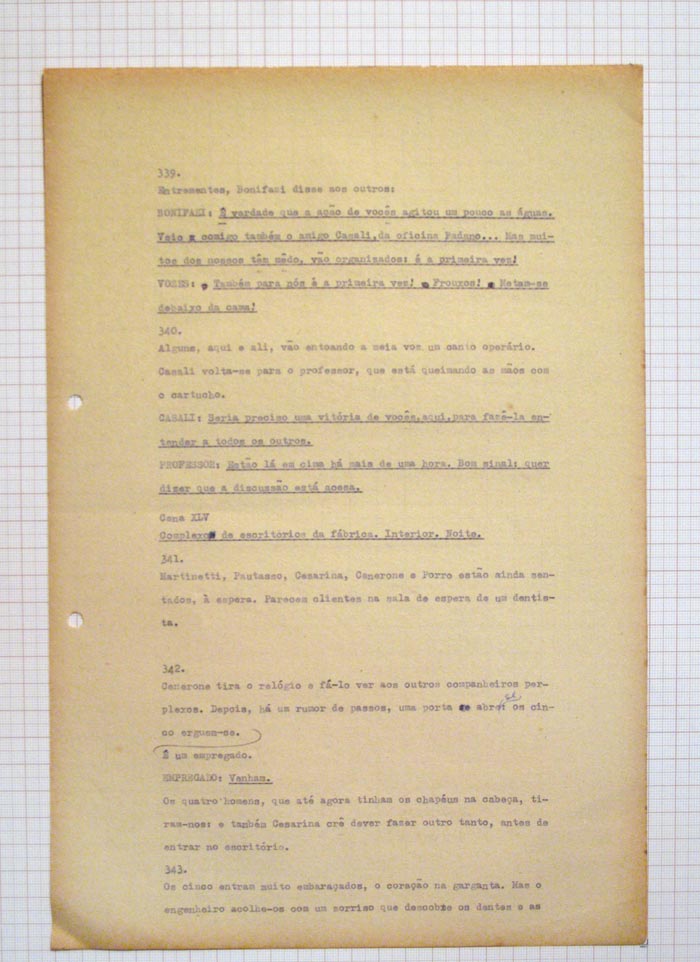 339.
Entrementes, Bonifazi disse aos outros:
BONIFAZI: É verdade que a ação de vocês agitou um pouco as águas.
Veio comigo também o amigo Casali,da oficina Padano... Mas mui-
tos dos nossos têm mêdo, vão organizados: é a primeira vez!
VOZES: Também para nós é a primeira vez! Frouxos! Metam-se
debaixo da cama!
340.
Alguns, aqui e ali, vão entoando a meia voz um canto operário.
Casali volta-se para o professor, que está queimando as mãos com
o cartucho.
CASALI: Seria preciso uma vitória de vocês,aqui,para fazê-la en-
tender a todos os outros.
PROFESSOR: Estão lá em cima há mais de uma hora. Bom sinal: quer
dizer que a discussão está acesa.
Cena XLV
Complexo de escritórios da fábrica. Interior. Noite.
341.
Martinetti, Pautasso, Cesarina, Cenerone e Porro estão ainda sen-
tados, à espera. Parecem clientes na sala de espera de um dentis-
ta.
342.
Cenerone tira o relógio e fá-lo ver aos outros companheiros per-
plexos. Depois, há um rumor de passos, uma porta se abre: os cin-
co erguem-se.
É um empregado.
EMPREGADO: Venham.
Os quatro homens, que até agora tinham os chapéus na cabeça, ti-
ram-nos: e também Cesarina crê dever fazer outro tanto, antes de
entrar no escritório.
343.
Os cinco entram muito embaraçados, o coração na garganta. Mas o
engenheiro acolhe-os com um sorriso que descobre os dentes e as